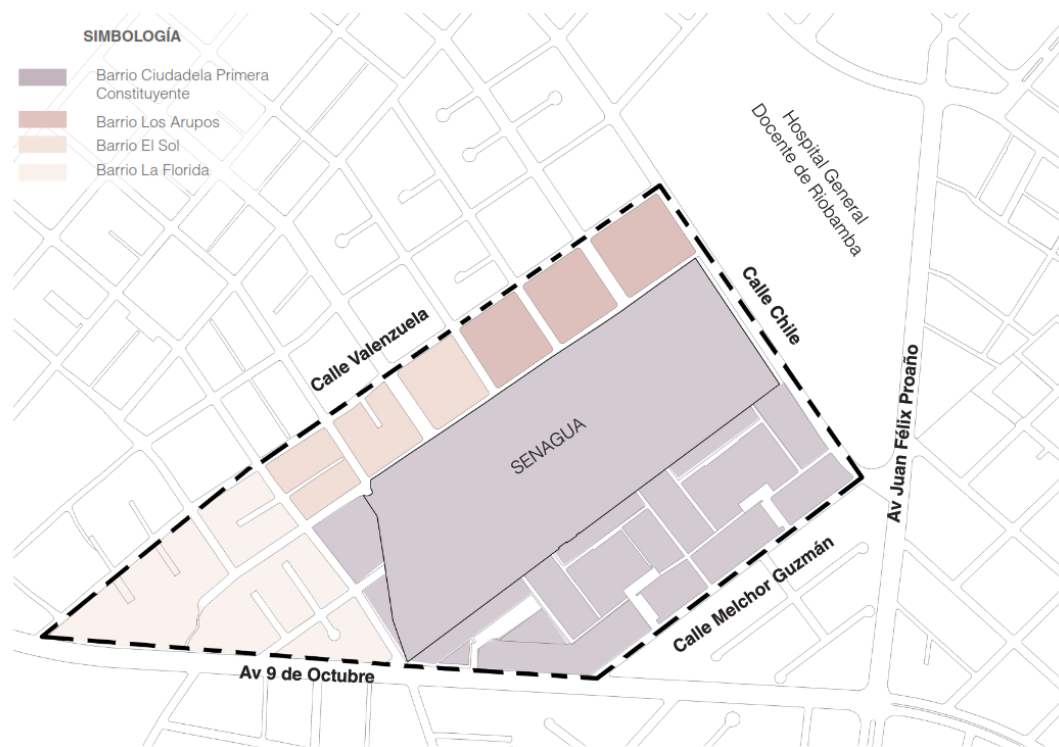 SIMBOLOGÍA
Barrio Ciudadela Primera
Constituyente
Barrio Los Arupos
Barrio El Sol
Barrio La Florida
Hospital General
Docente de Riobamba
Calle Chile
Calle Valenzuela
SENAGUA
Av Juan Félix Proaño
Calle Melchor Guzmán
Av 9 de Octubre